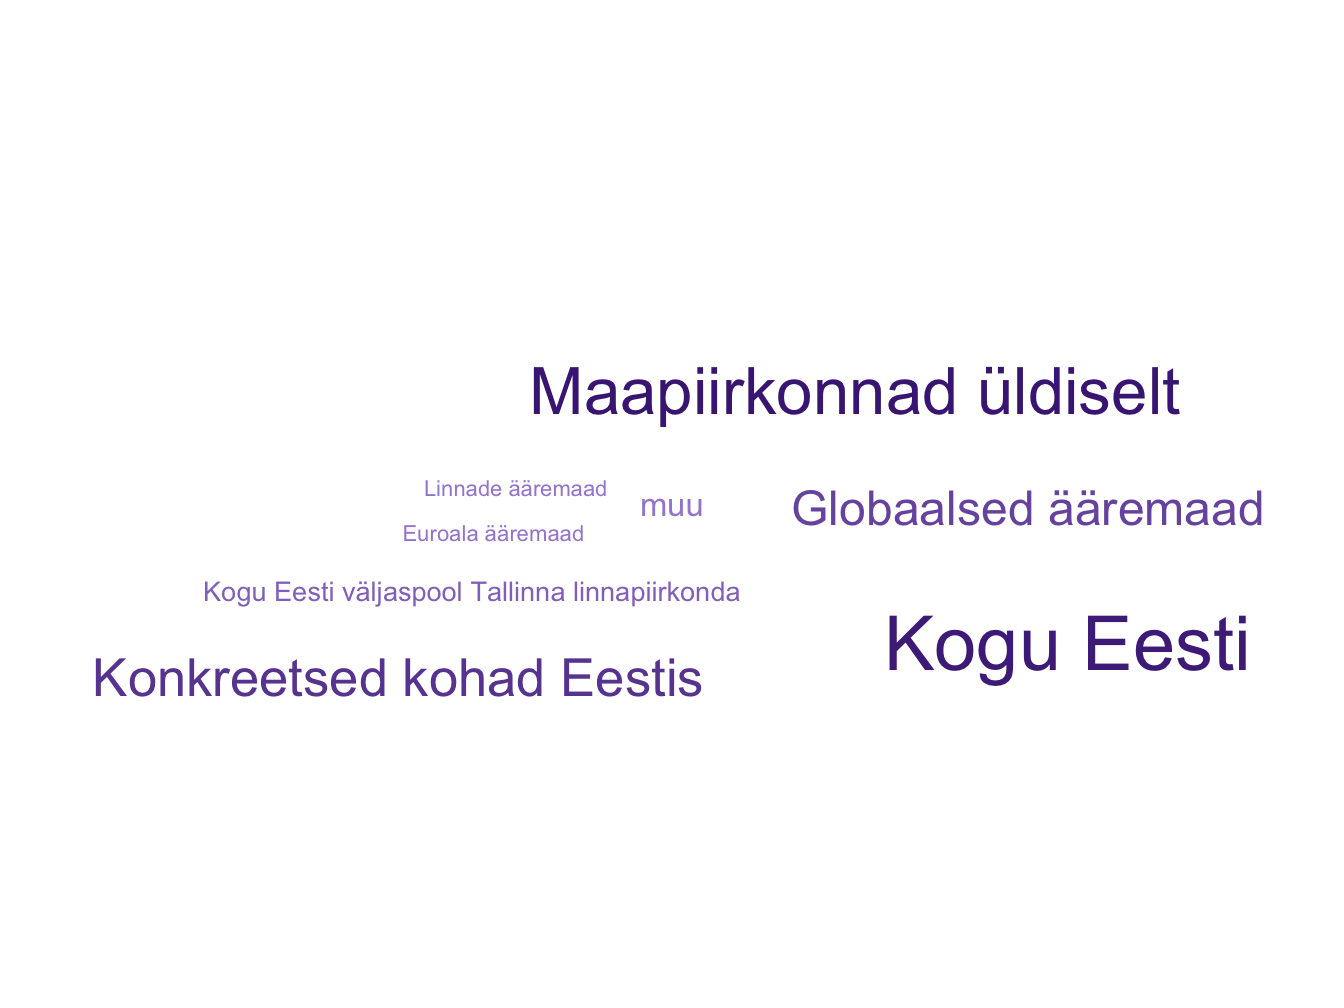 Maapiirkonnad üldiselt
Linnade ääremaad
muu
Globaalsed ääremaad
Euroala ääremaad
Kogu Eesti väljaspool Tallinna linnapiirkonda
Kogu Eesti
Konkreetsed kohad Eestis